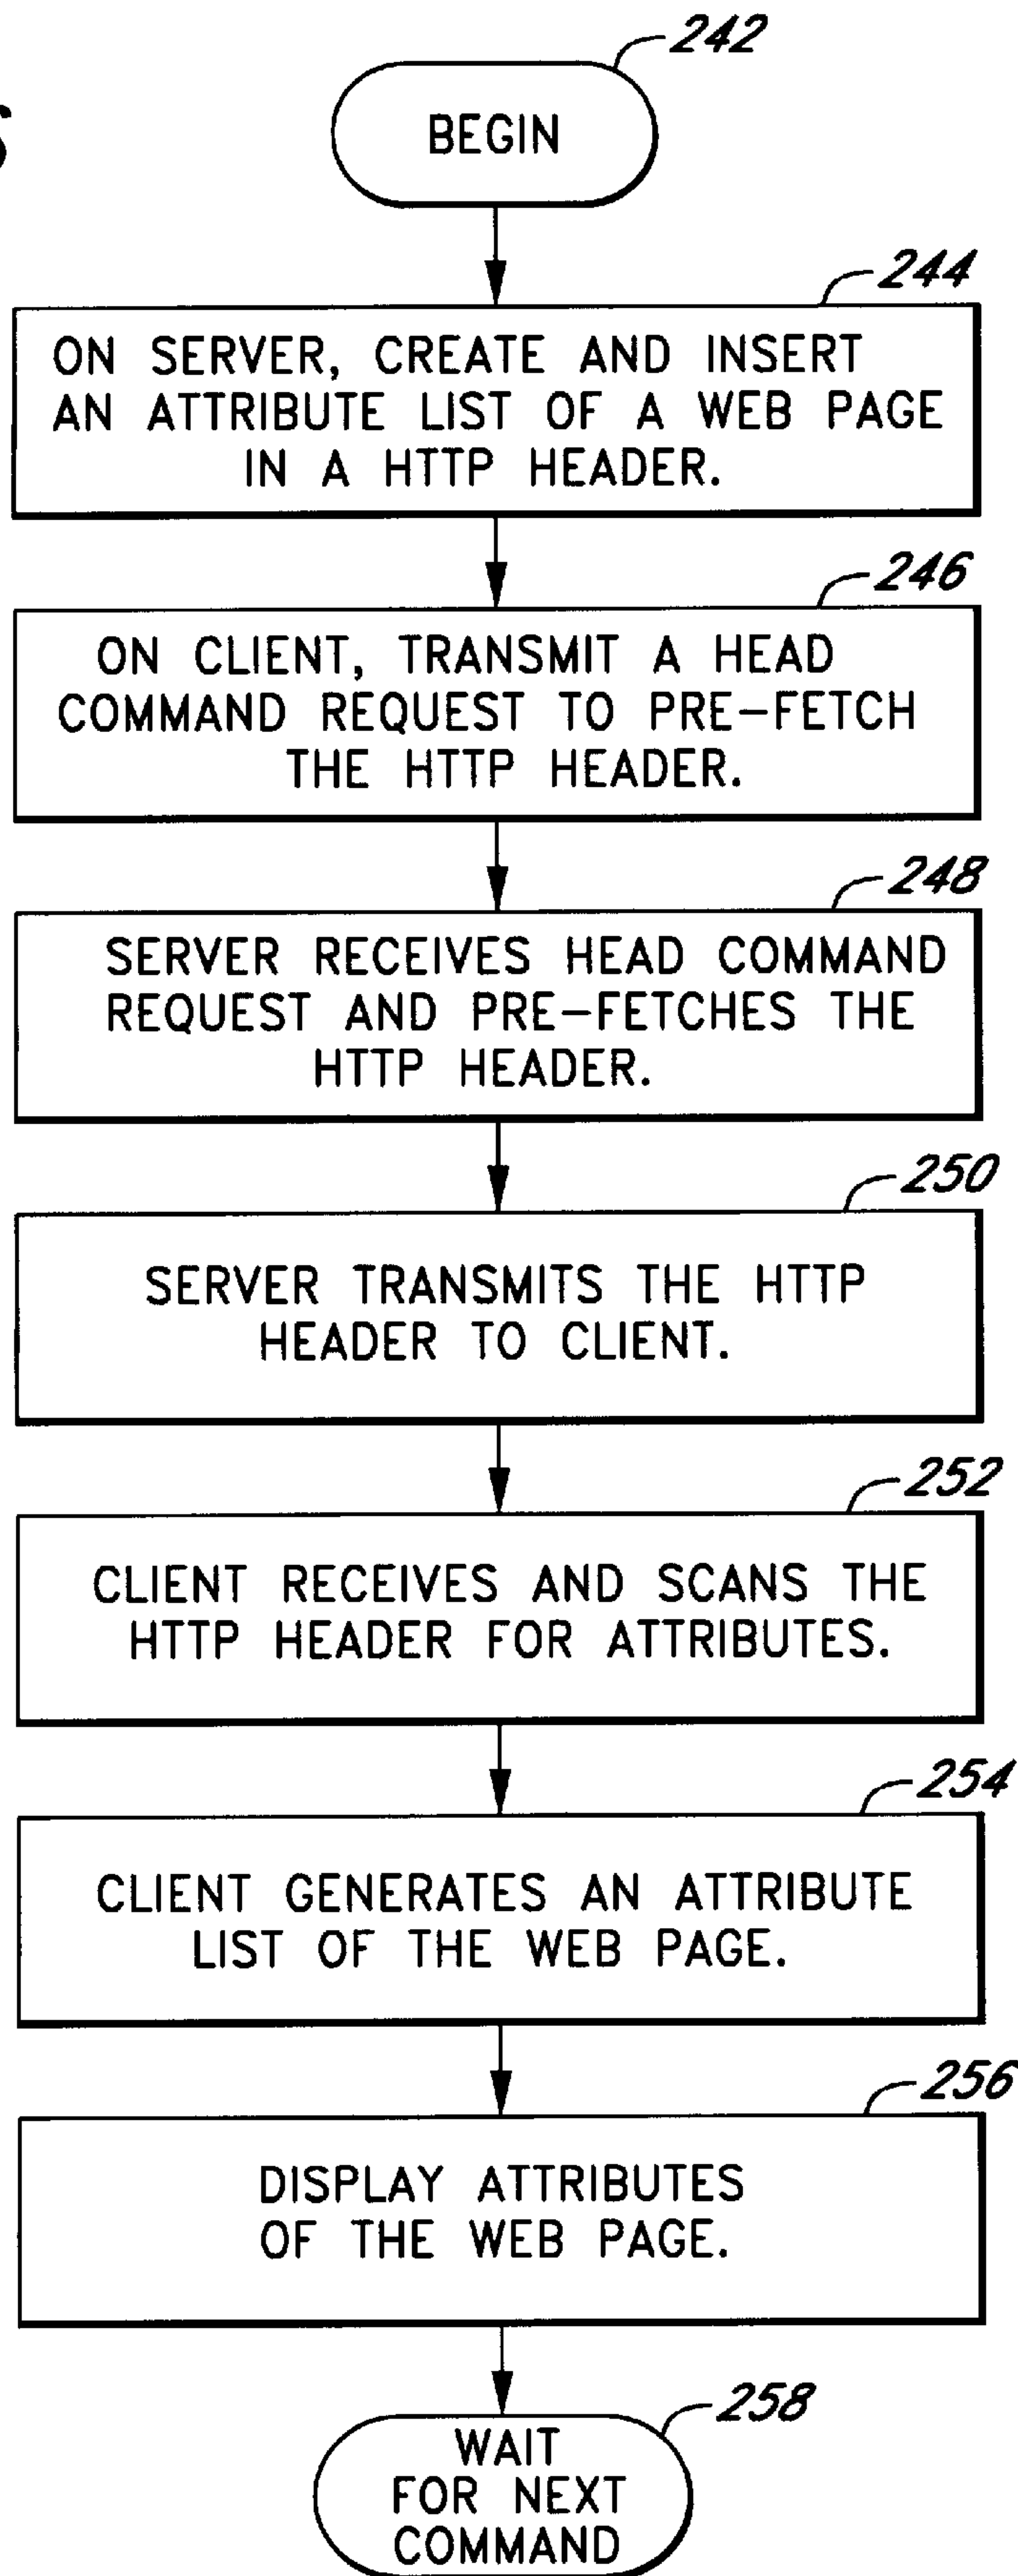 242
BEGIN
244
ON SERVER, CREATE AND INSERT
AN ATTRIBUTE LIST OF A WEB PAGE
IN A HTTP HEADER.
246
ON CLIENT, TRANSMIT A HEAD
COMMAND REQUEST TO PRE-FETCH
THE HTTP HEADER.
248
SERVER RECEIVES HEAD COMMAND
REQUEST AND PRE-FETCHES THE
HTTP HEADER.
250
SERVER TRANSMITS THE HTTP
HEADER TO CLIENT.
252
CLIENT RECEIVES AND SCANS THE
HTTP HEADER FOR ATTRIBUTES.
254
CLIENT GENERATES AN ATTRIBUTE
LIST OF THE WEB PAGE.
256
DISPLAY ATTRIBUTES
OF THE WEB PAGE.
258
WAIT
FOR NEXT
COMMAND